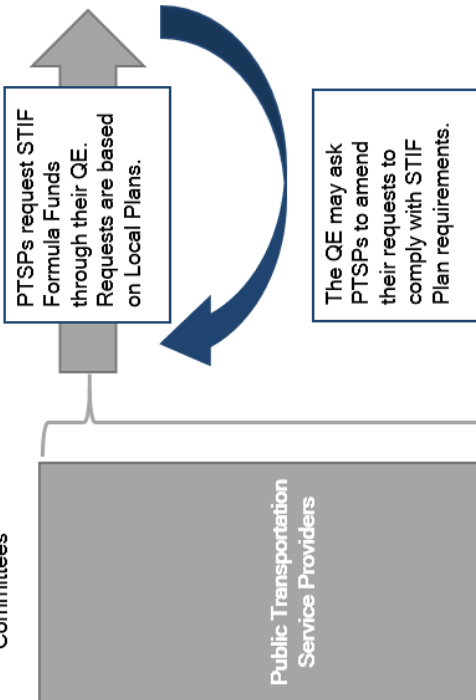 Committees
Public Transportation
Service Providers
PTSPs request STIF
Formula Funds
through their QE.
Requests are based
on Local Plans.
The QE may ask
PTSPs to amend
their requests to
comply with STIF
Plan requirements.